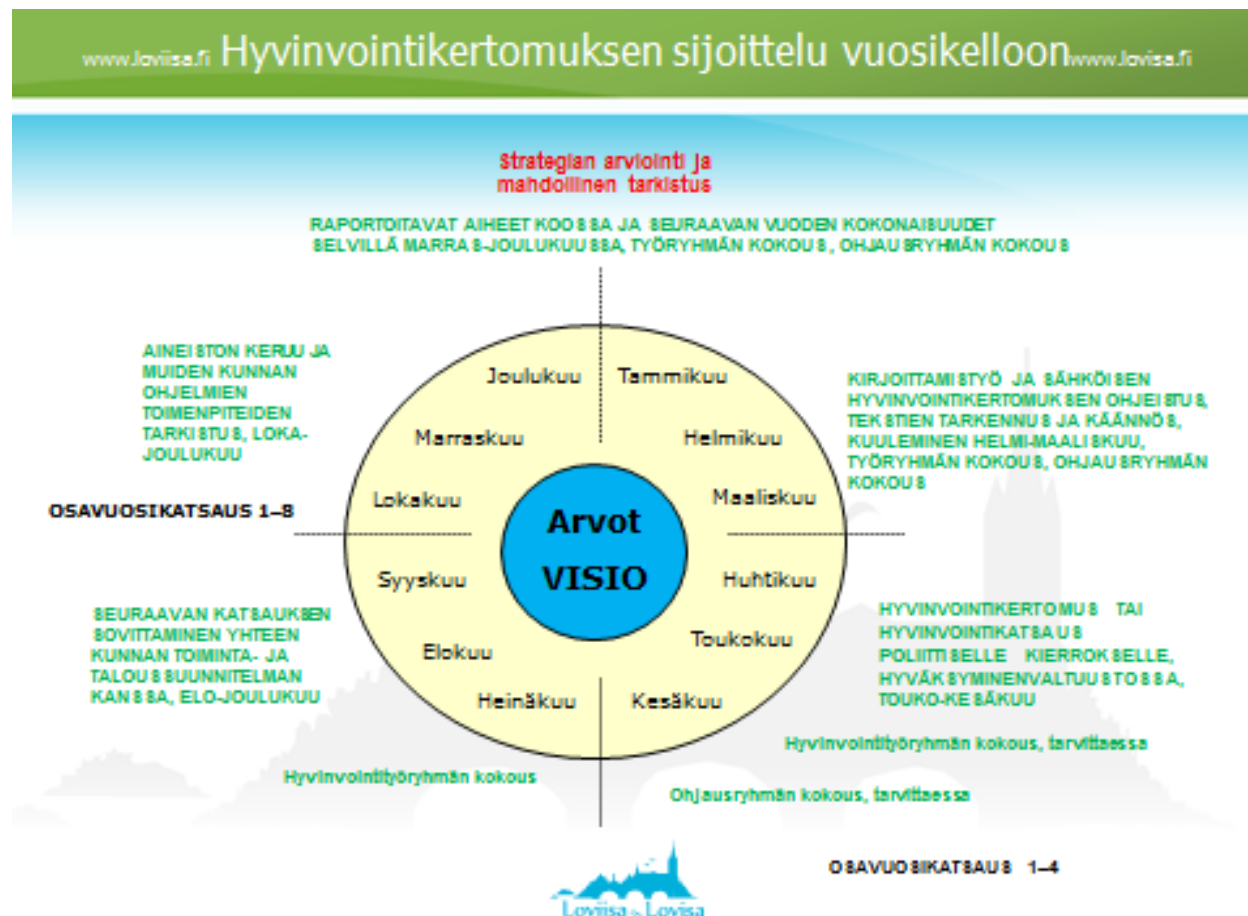 www.loviisa.fi Hyvinvointikertomuksen sijoittelu vuosikelloon www.lovisa.fi
Strategian arviointi ja
mahdollinen tarkistus
RAPORTOITAVAT AIHEET KOOSSA JA SEURAAVAN VUODEN KOKONAISUUDET
SELVILLÄ MARRAS-JOULUKUUSSA, TYÖRYHMÄN KOKOUS, OHJAUSRYHMÄN KOKOUS
AINEISTON KERUU JA
MUIDEN KUNNAN
OHJELMIEN
TOIMENPITEIDEN
TARKISTUS, LOKA-
JOULUKUU
Joulukuu
Tammikuu
Marraskuu
Helmikuu
Lokakuu
Maaliskuu
KIRJOITTAMISTYÖ JA SÄHKÖISEN
HYVINVOINTIKERTOMUKSEN OHJEISTUS,
TEKSTIEN TARKENNUS JA KÄÄNNÖS,
KUULEMINEN HELMI-MAALISKUU,
TYÖRYHMÄN KOKOUS, OHJAUSRYHMÄN
KOKOUS
OSAVUOSIKATSAUS 1–8
Arvot
VISIO
Syyskuu
Huhtikuu
Elokuu
Toukokuu
Heinäkuu
Kesäkuu
SEURAAVAN KATSAUKSEN
SOVITTAMINEN YHTEEN
KUNNAN TOIMINTA- JA
TALOUSSUUNNITELMAN
KANSSA, ELO-JOULUKUU
HYVINVOINTIKERTOMUS TAI
HYVINVOINTIKATSAUS
POLIITTISELLE KIERROKSELLE,
HYVÄKSYMINENVALTUUSTOSSA,
TOUKO-KESÄKUU
Hyvinvointityöryhmän kokous, tarvittaessa
Hyvinvointityöryhmän kokous
Ohjausryhmän kokous, tarvittaessa
OSAVUOSIKATSAUS 1–4
Loviisa Lovisa